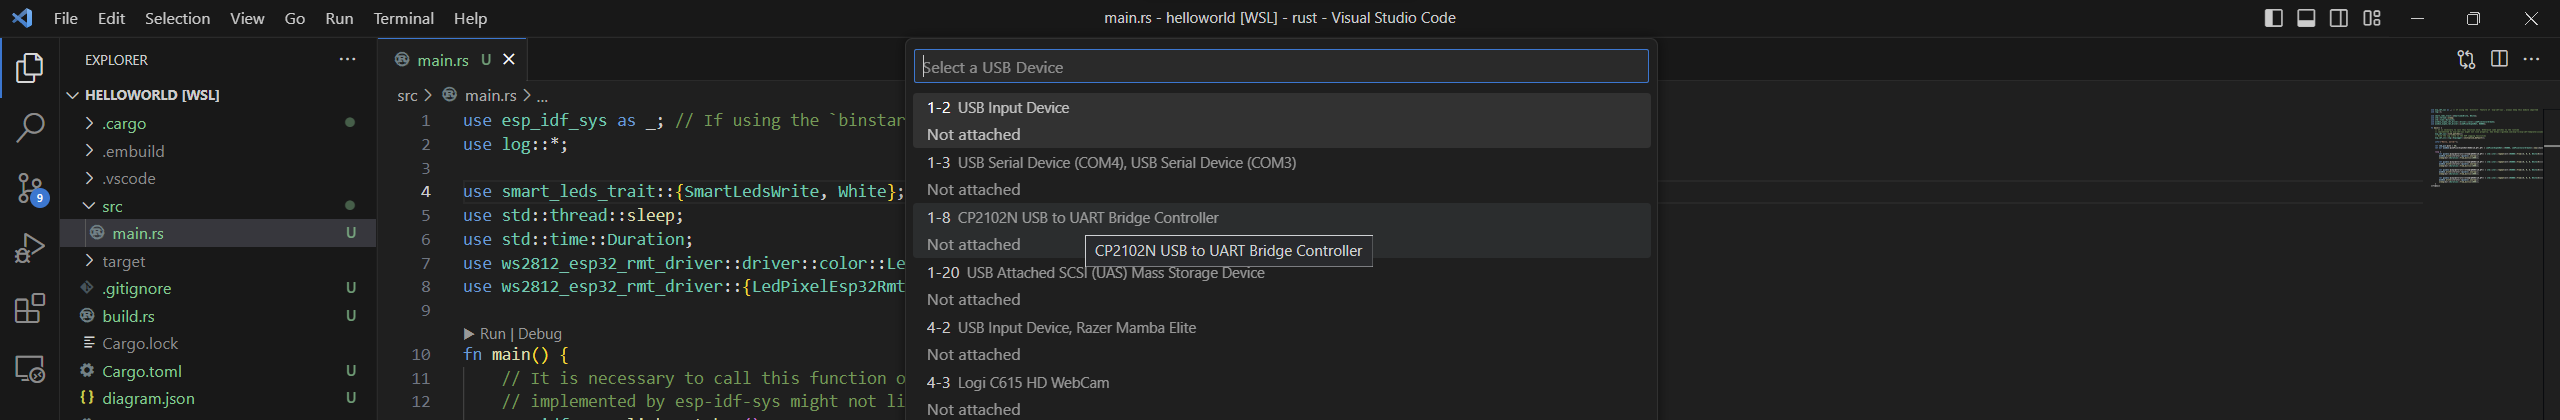 File Edit Selection View Go Run Terminal Help
main.rs - helloworld [WSL] - rust - Visual Studio Code
EXPLORER
HELLOWORLD [WSL]
.cargo
.embuild
.vscode
src
main.rs U
target
.gitignore U
build.rs U
Cargo.lock
Cargo.toml U
diagram.json U
9
main.rs U
src > main.rs > ...
1 use esp_idf_sys as _; // If using the `binstar
2 use log::*;
3
4 use smart_leds_trait::{SmartLedsWrite, White};
5 use std::thread::sleep;
6 use std::time::Duration;
7 use ws2812_esp32_rmt_driver::driver::color::Le
8 use ws2812_esp32_rmt_driver::{LedPixelEsp32Rmt
9
Run | Debug
10 fn main() {
11 // It is necessary to call this function o
12 // implemented by esp-idf-sys might not li
Select a USB Device
1-2 USB Input Device
Not attached
1-3 USB Serial Device (COM4), USB Serial Device (COM3)
Not attached
1-8 CP2102N USB to UART Bridge Controller
Not attached
CP2102N USB to UART Bridge Controller
1-20 USB Attached SCSI (UAS) Mass Storage Device
Not attached
4-2 USB Input Device, Razer Mamba Elite
Not attached
4-3 Logi C615 HD WebCam
Not attached